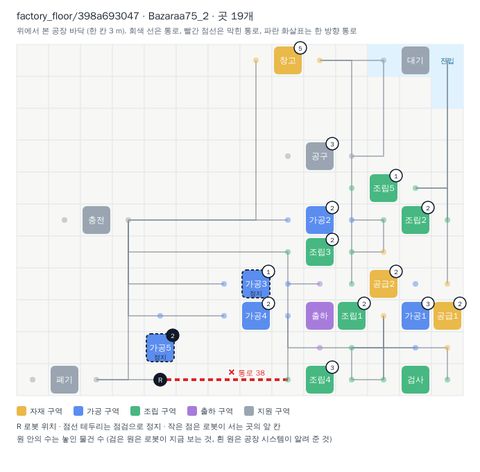 factory_floor/398a693047 · Bazaraa75_2 · 곳 19개
위에서 본 공장 바닥 (한 칸 3 m). 회색 선은 통로, 빨간 점선은 막힌 통로, 파란 화살표는 한 방향 통로
창고 5
대기
진입
공구 3
조립5 1
충전
가공2 2
조립2 2
조립3 2
가공3 1
정지
공급2 2
가공4 2
출하
조립1 2
가공1 3
공급1 2
가공5 2
정지
폐기
R
× 통로 38
조립4 3
검사
자재 구역 가공 구역 조립 구역 출하 구역 지원 구역
R 로봇 위치 · 점선 테두리는 점검으로 정지 · 작은 점은 로봇이 서는 곳의 앞 칸
원 안의 수는 놓인 물건 수 (검은 원은 로봇이 지금 보는 것, 흰 원은 공장 시스템이 알려 준 것)